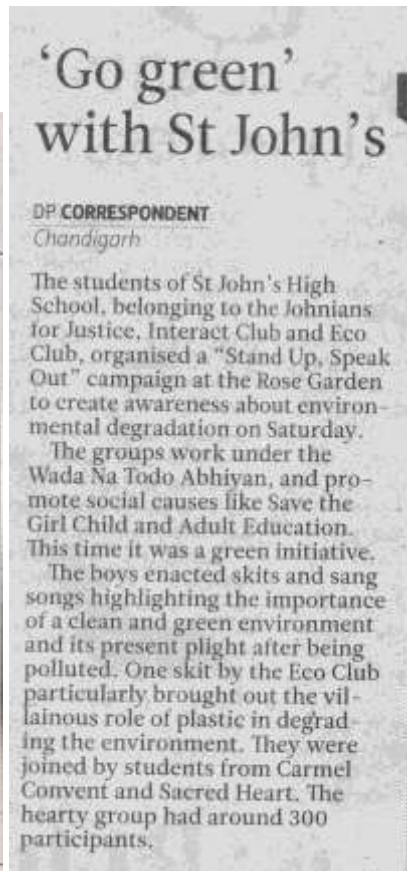 ‘Go green’
with St John’s
DP CORRESPONDENT
Chandigarh
The students of St John’s High
School, belonging to the Johnians
for Justice, Interact Club and Eco
Club, organised a “Stand Up, Speak
Out” campaign at the Rose Garden
to create awareness about environ-
mental degradation on Saturday.
The groups work under the
Wada Na Todo Abhiyan, and pro-
mote social causes like Save the
Girl Child and Adult Education.
This time it was a green initiative.
The boys enacted skits and sang
songs highlighting the importance
of a clean and green environment
and its present plight after being
polluted. One skit by the Eco Club
particularly brought out the vil-
lainous role of plastic in degrad-
ing the environment. They were
joined by students from Carmel
Convent and Sacred Heart. The
hearty group had around 300
participants.